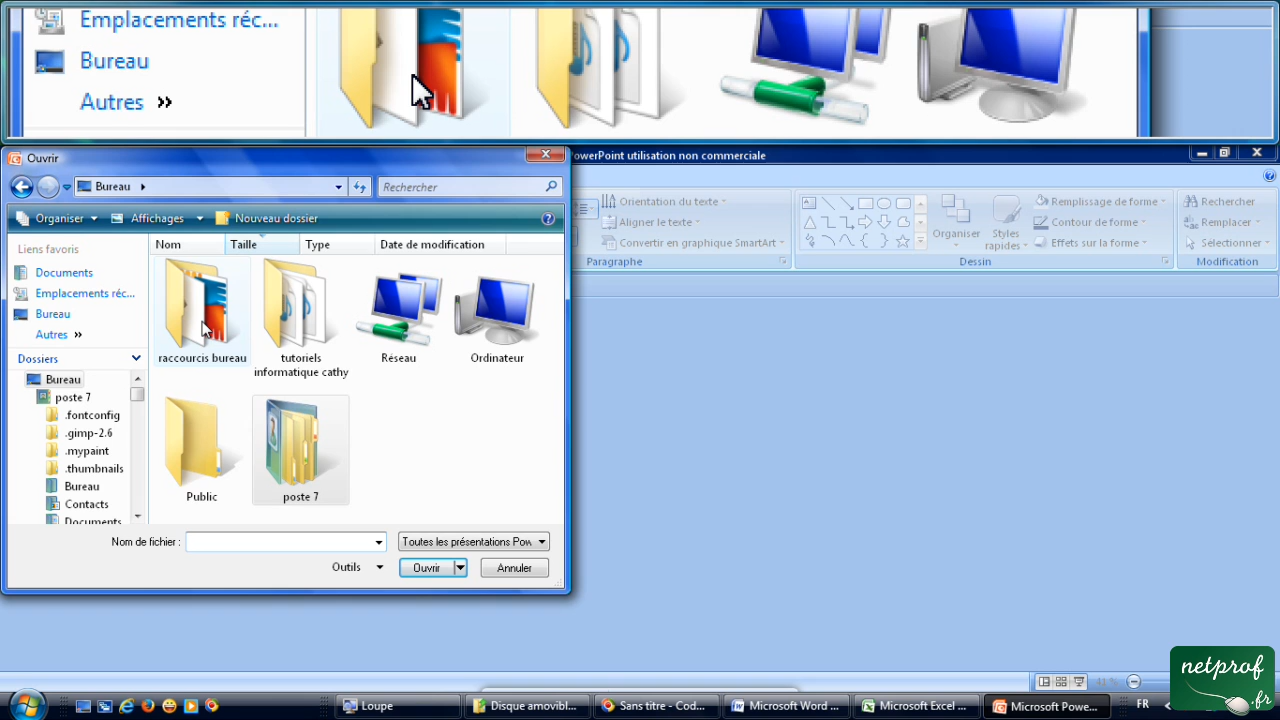 Emplacements réc...
Bureau
Autres »
Ouvrir
PowerPoint utilisation non commerciale
Bureau
Rechercher
Organiser
Affichages
Nouveau dossier
Orientation du texte
Aligner le texte
Convertir en graphique SmartArt
Paragraphe
Organiser
Styles rapides
Remplissage de forme
Contour de forme
Effets sur la forme
Dessin
Rechercher
Remplacer
Sélectionner
Modification
Liens favoris
Documents
Emplacements réc...
Bureau
Autres »
Dossiers
Bureau
poste 7
.fontconfig
.gimp-2.6
.mypaint
.thumbnails
Bureau
Contacts
Documents
Nom
Taille
Type
Date de modification
raccourcis bureau
tutoriels informatique cathy
Réseau
Ordinateur
Public
poste 7
Nom de fichier :
Toutes les présentations Pow
Outils
Ouvrir
Annuler
41 %
netprof
.fr
Loupe
Disque amovibl...
Sans titre - Cod...
Microsoft Word ...
Microsoft Excel ...
Microsoft Powe...
FR